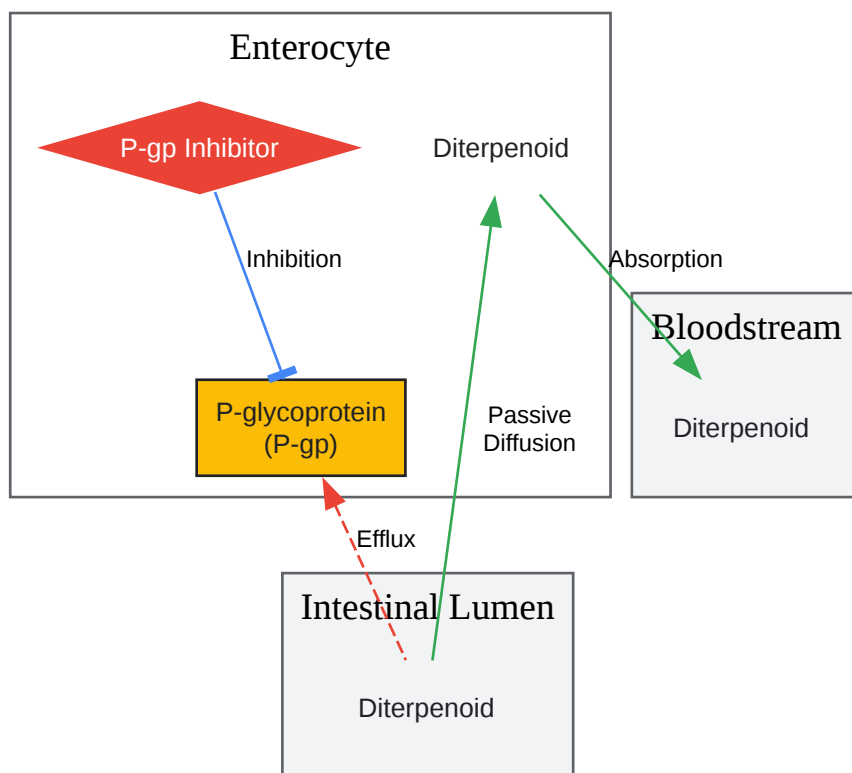 Enterocyte
P-gp Inhibitor
Diterpenoid
Inhibition
Absorption
Bloodstream
P-glycoprotein
(P-gp)
Passive
Diffusion
Diterpenoid
Efflux
Intestinal Lumen
Diterpenoid